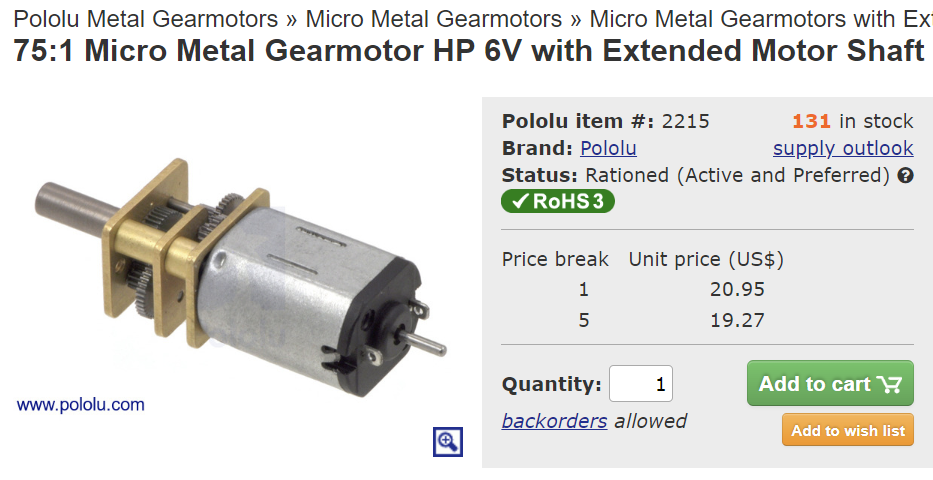 Pololu Metal Gearmotors » Micro Metal Gearmotors » Micro Metal Gearmotors with Ext
75:1 Micro Metal Gearmotor HP 6V with Extended Motor Shaft
Pololu item #: 2215 131 in stock
Brand: Pololu supply outlook
Status: Rationed (Active and Preferred) ?
✓ RoHS 3
Price break Unit price (US$)
1 20.95
5 19.27
Quantity: 1 Add to cart
backorders allowed Add to wish list
www.pololu.com